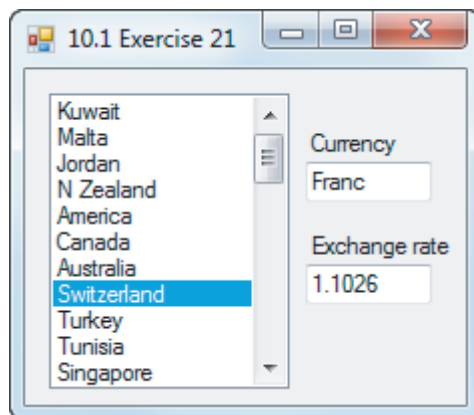 10.1 Exercise 21
Kuwait
Malta
Jordan
N Zealand
America
Canada
Australia
Switzerland
Turkey
Tunisia
Singapore
Currency
Franc
Exchange rate
1.1026